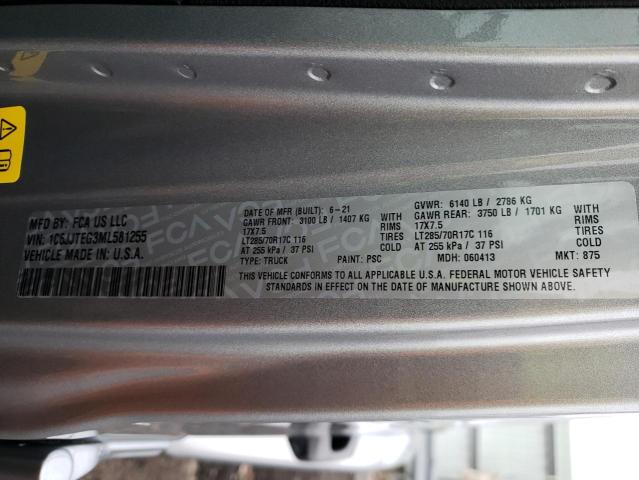 MFD BY: FCA US LLC
VIN: 1C6JJTEG3ML581255
VEHICLE MADE IN: U.S.A.
DATE OF MFR (BUILT): 6-21
GAWR FRONT: 3100 LB / 1407 KG
17X7.5 RIMS
LT285/70R17C 116 TIRES
AT 255 kPa / 37 PSI COLD
TYPE: TRUCK PAINT: PSC
GVWR: 6140 LB / 2786 KG
GAWR REAR: 3750 LB / 1701 KG
17X7.5 RIMS
LT285/70R17C 116 TIRES
AT 255 kPa / 37 PSI COLD
MDH: 060413 MKT: 875
THIS VEHICLE CONFORMS TO ALL APPLICABLE U.S.A. FEDERAL MOTOR VEHICLE SAFETY
STANDARDS IN EFFECT ON THE DATE OF MANUFACTURE SHOWN ABOVE.